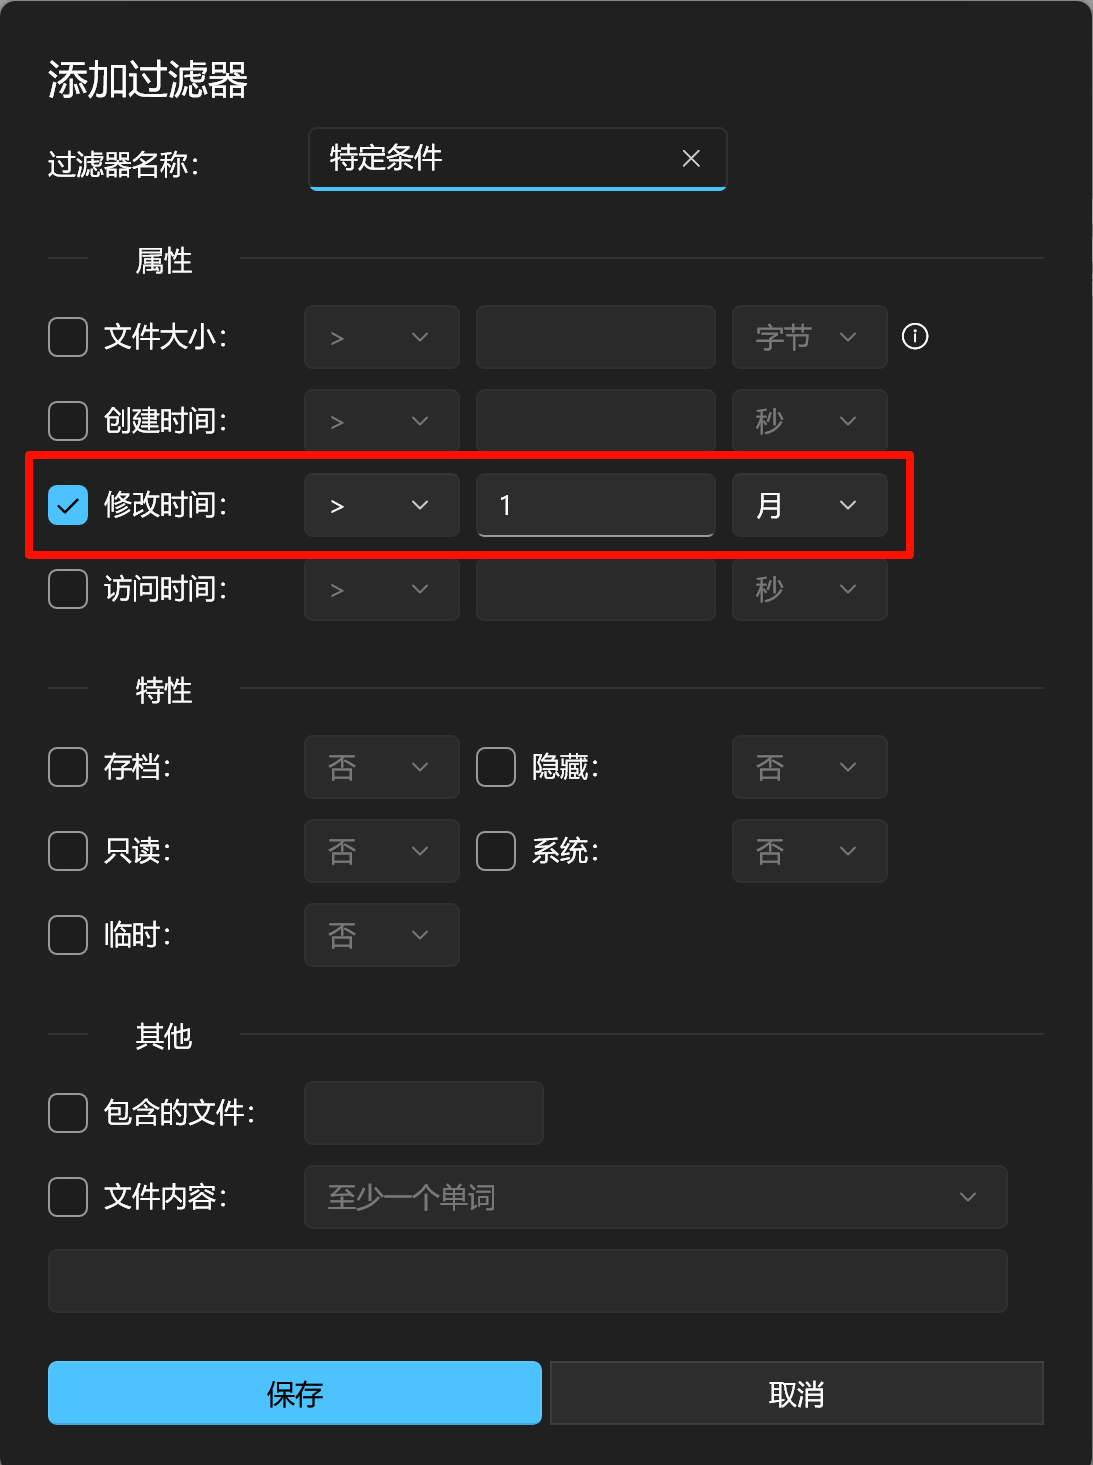 添加过滤器
过滤器名称：
特定条件
属性
文件大小： > 字节
创建时间： > 秒
修改时间： > 1 月
访问时间： > 秒
特性
存档： 否 隐藏： 否
只读： 否 系统： 否
临时： 否
其他
包含的文件：
文件内容： 至少一个单词
保存 取消